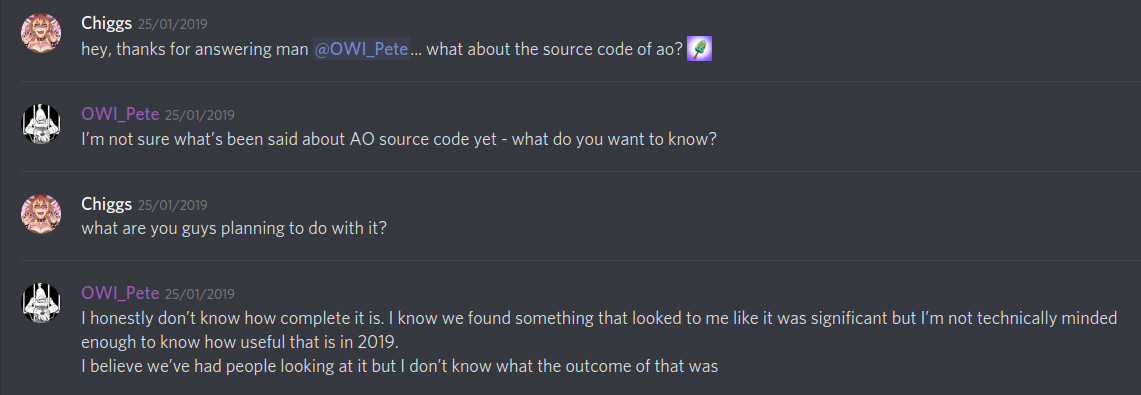 Chiggs 25/01/2019
hey, thanks for answering man @OWI_Pete... what about the source code of ao?
OWI_Pete 25/01/2019
I'm not sure what's been said about AO source code yet - what do you want to know?
Chiggs 25/01/2019
what are you guys planning to do with it?
OWI_Pete 25/01/2019
I honestly don't know how complete it is. I know we found something that looked to me like it was significant but I'm not technically minded
enough to know how useful that is in 2019.
I believe we've had people looking at it but I don't know what the outcome of that was